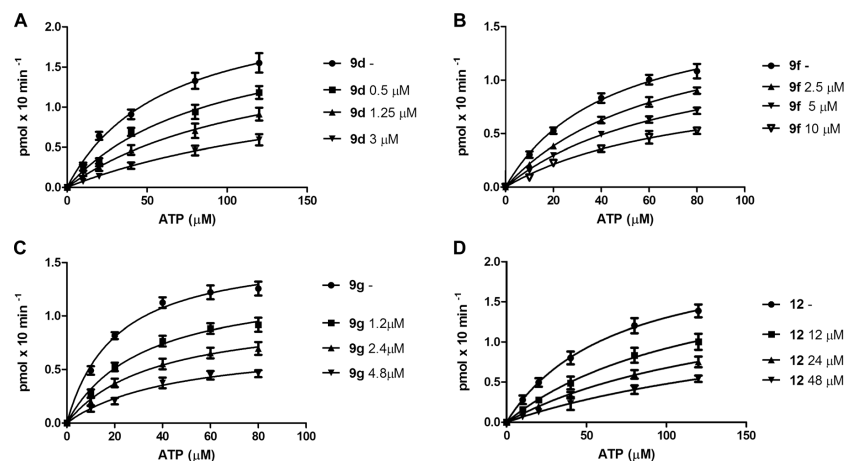 A
pmol x 10 min -1
2.0
1.5
1.0
0.5
0.0
0
50
100
150
ATP (μM)
9d -
9d 0.5 μM
9d 1.25 μM
9d 3 μM
B
pmol x 10 min -1
1.5
1.0
0.5
0.0
0
20
40
60
80
100
ATP (μM)
9f -
9f 2.5 μM
9f 5 μM
9f 10 μM
C
pmol x 10 min -1
1.5
1.0
0.5
0.0
0
20
40
60
80
100
ATP (μM)
9g -
9g 1.2μM
9g 2.4μM
9g 4.8μM
D
pmol x 10 min -1
2.0
1.5
1.0
0.5
0.0
0
50
100
150
ATP (μM)
12 -
12 12 μM
12 24 μM
12 48 μM